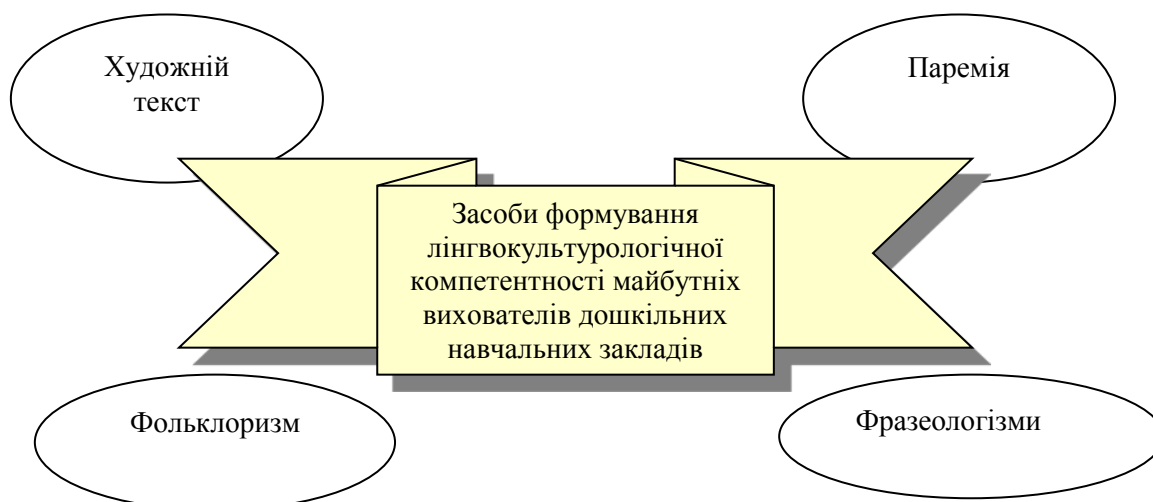 Художній
текст
Паремія
Засоби формування
лінгвокультурологічної
компетентності майбутніх
вихователів дошкільних
навчальних закладів
Фольклоризм
Фразеологізми